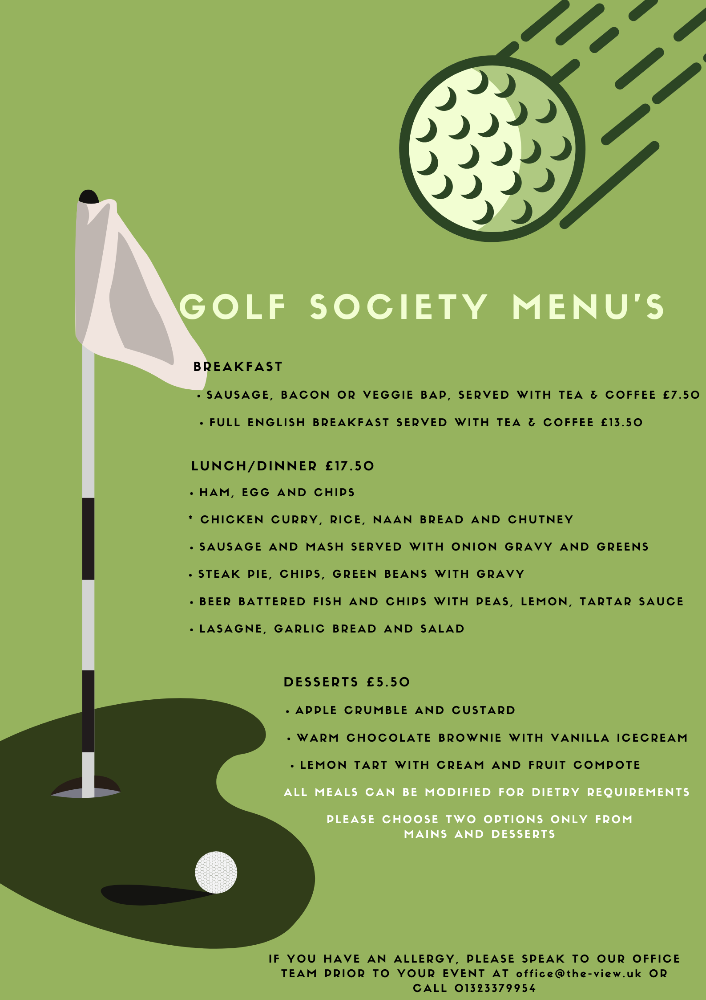 GOLF SOCIETY MENU'S
BREAKFAST
• SAUSAGE, BACON OR VEGGIE BAP, SERVED WITH TEA & COFFEE £7.50
• FULL ENGLISH BREAKFAST SERVED WITH TEA & COFFEE £13.50
LUNCH/DINNER £17.50
• HAM, EGG AND CHIPS
* CHICKEN CURRY, RICE, NAAN BREAD AND CHUTNEY
• SAUSAGE AND MASH SERVED WITH ONION GRAVY AND GREENS
• STEAK PIE, CHIPS, GREEN BEANS WITH GRAVY
• BEER BATTERED FISH AND CHIPS WITH PEAS, LEMON, TARTAR SAUCE
• LASAGNE, GARLIC BREAD AND SALAD
DESSERTS £5.50
• APPLE CRUMBLE AND CUSTARD
• WARM CHOCOLATE BROWNIE WITH VANILLA ICECREAM
• LEMON TART WITH CREAM AND FRUIT COMPOTE
ALL MEALS CAN BE MODIFIED FOR DIETRY REQUIREMENTS
PLEASE CHOOSE TWO OPTIONS ONLY FROM
MAINS AND DESSERTS
IF YOU HAVE AN ALLERGY, PLEASE SPEAK TO OUR OFFICE
TEAM PRIOR TO YOUR EVENT AT office@the-view.uk OR
CALL 01323379954